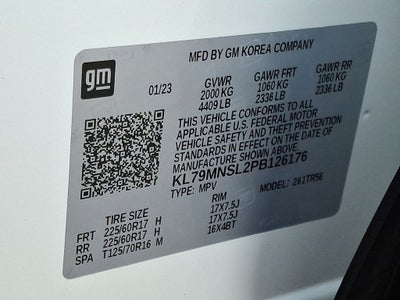 gm
MFD BY GM KOREA COMPANY
01/23 GVWR GAWR FRT GAWR RR
2000 KG 1060 KG 1060 KG
4409 LB 2336 LB 2336 LB
THIS VEHICLE CONFORMS TO ALL
APPLICABLE U.S. FEDERAL MOTOR
VEHICLE SAFETY AND THEFT PREVENTION
STANDARDS IN EFFECT ON THE DATE OF
MANUFACTURE SHOWN ABOVE.
KL79MNSL2PB126176
TYPE: MPV MODEL: 261TR56
TIRE SIZE RIM
FRT 225/60R17 H 17X7.5J
RR 225/60R17 H 17X7.5J
SPA T125/70R16 M 16X4BT